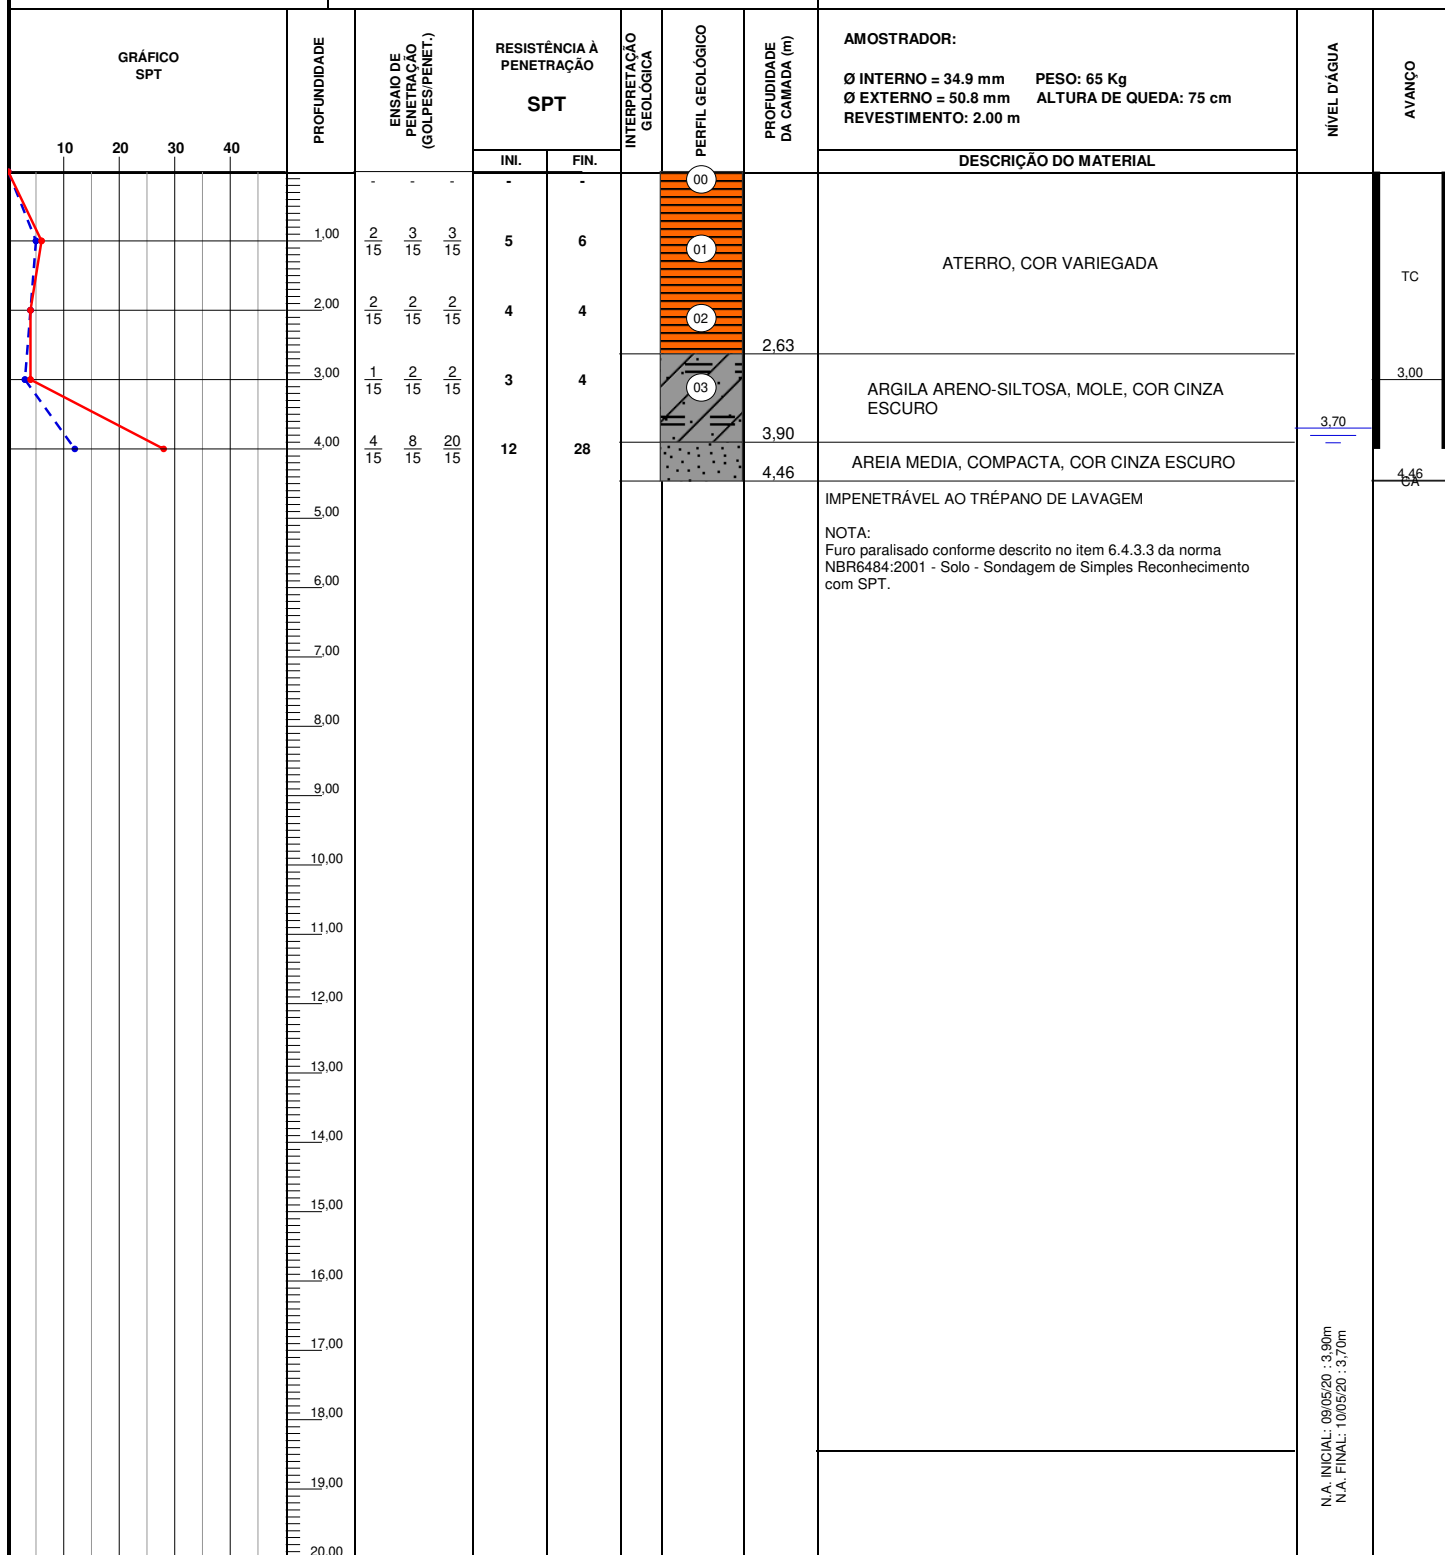 GRÁFICO
SPT
10 20 30 40
PROFUNDIDADE
ENSAIO DE
PENETRAÇÃO
(GOLPES/PENET.)
RESISTÊNCIA À
PENETRAÇÃO
SPT
INI. FIN.
INTERPRETAÇÃO
GEOLÓGICA
PERFIL GEOLÓGICO
PROFUDIDADE
DA CAMADA (m)
AMOSTRADOR:
Ø INTERNO = 34.9 mm PESO: 65 Kg
Ø EXTERNO = 50.8 mm ALTURA DE QUEDA: 75 cm
REVESTIMENTO: 2.00 m
DESCRIÇÃO DO MATERIAL
NÍVEL D'ÁGUA
AVANÇO
- - - - - 00
1,00 2/15 3/15 3/15 5 6 01
ATERRO, COR VARIEGADA
TC
2,00 2/15 2/15 2/15 4 4 02
2,63
3,00 1/15 2/15 2/15 3 4 03
3,00
ARGILA ARENO-SILTOSA, MOLE, COR CINZA
ESCURO
3,70
3,90
4,00 4/15 8/15 20/15 12 28
AREIA MEDIA, COMPACTA, COR CINZA ESCURO
4,46
4,46
CA
IMPENETRÁVEL AO TRÉPANO DE LAVAGEM
5,00
NOTA:
Furo paralisado conforme descrito no item 6.4.3.3 da norma
NBR6484:2001 - Solo - Sondagem de Simples Reconhecimento
com SPT.
6,00
7,00
8,00
9,00
10,00
11,00
12,00
13,00
14,00
15,00
16,00
17,00
18,00
19,00
20,00
N.A. INICIAL: 09/05/20 : 3,90m
N.A. FINAL: 10/05/20 : 3,70m